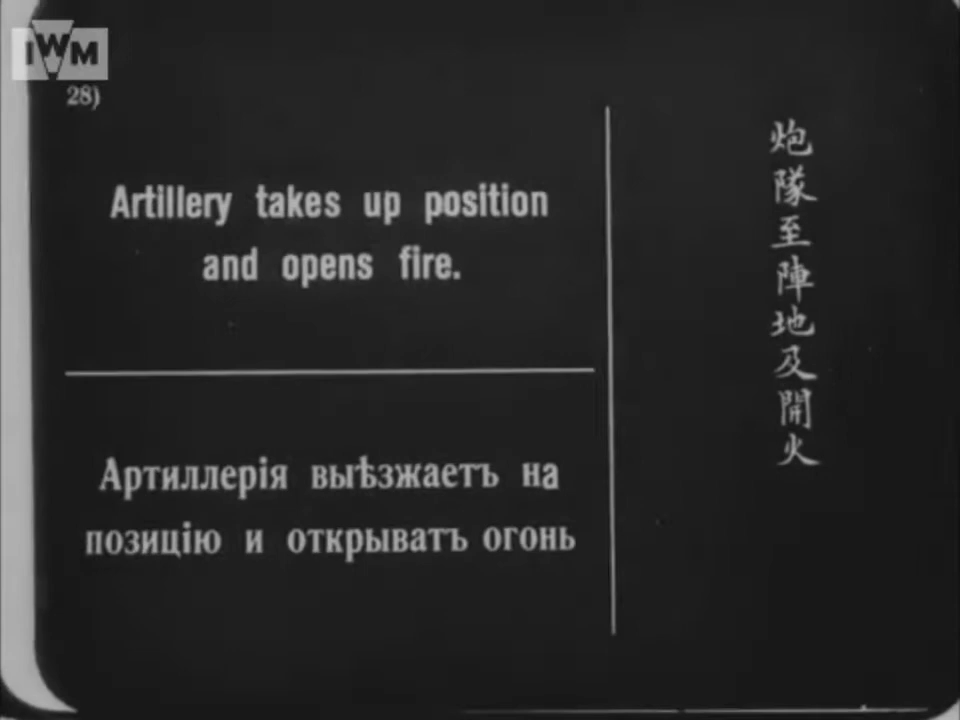 IWM
28)
Artillery takes up position
and opens fire.
Артиллерія выѣзжаетъ на
позицію и открыватъ огонь
炮隊至陣地及開火